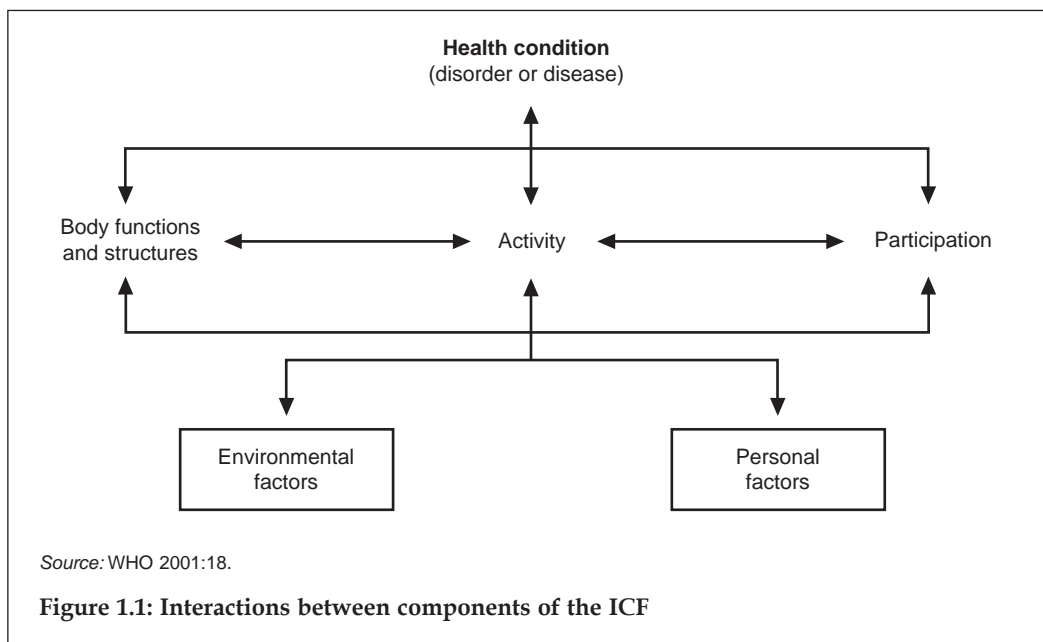 Health condition
(disorder or disease)
Body functions
and structures
Activity
Participation
Environmental
factors
Personal
factors
Source: WHO 2001:18.
Figure 1.1: Interactions between components of the ICF